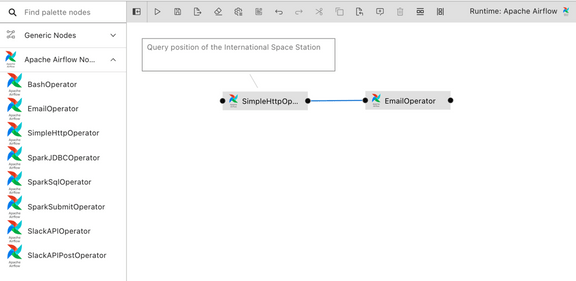 Find palette nodes
Runtime: Apache Airflow
Generic Nodes
Query position of the International Space Station
Apache Airflow No...
BashOperator
SimpleHttpOp...
EmailOperator
EmailOperator
SimpleHttpOperator
SparkJDBCOperator
SparkSqlOperator
SparkSubmitOperator
SlackAPIOperator
SlackAPIPostOperator